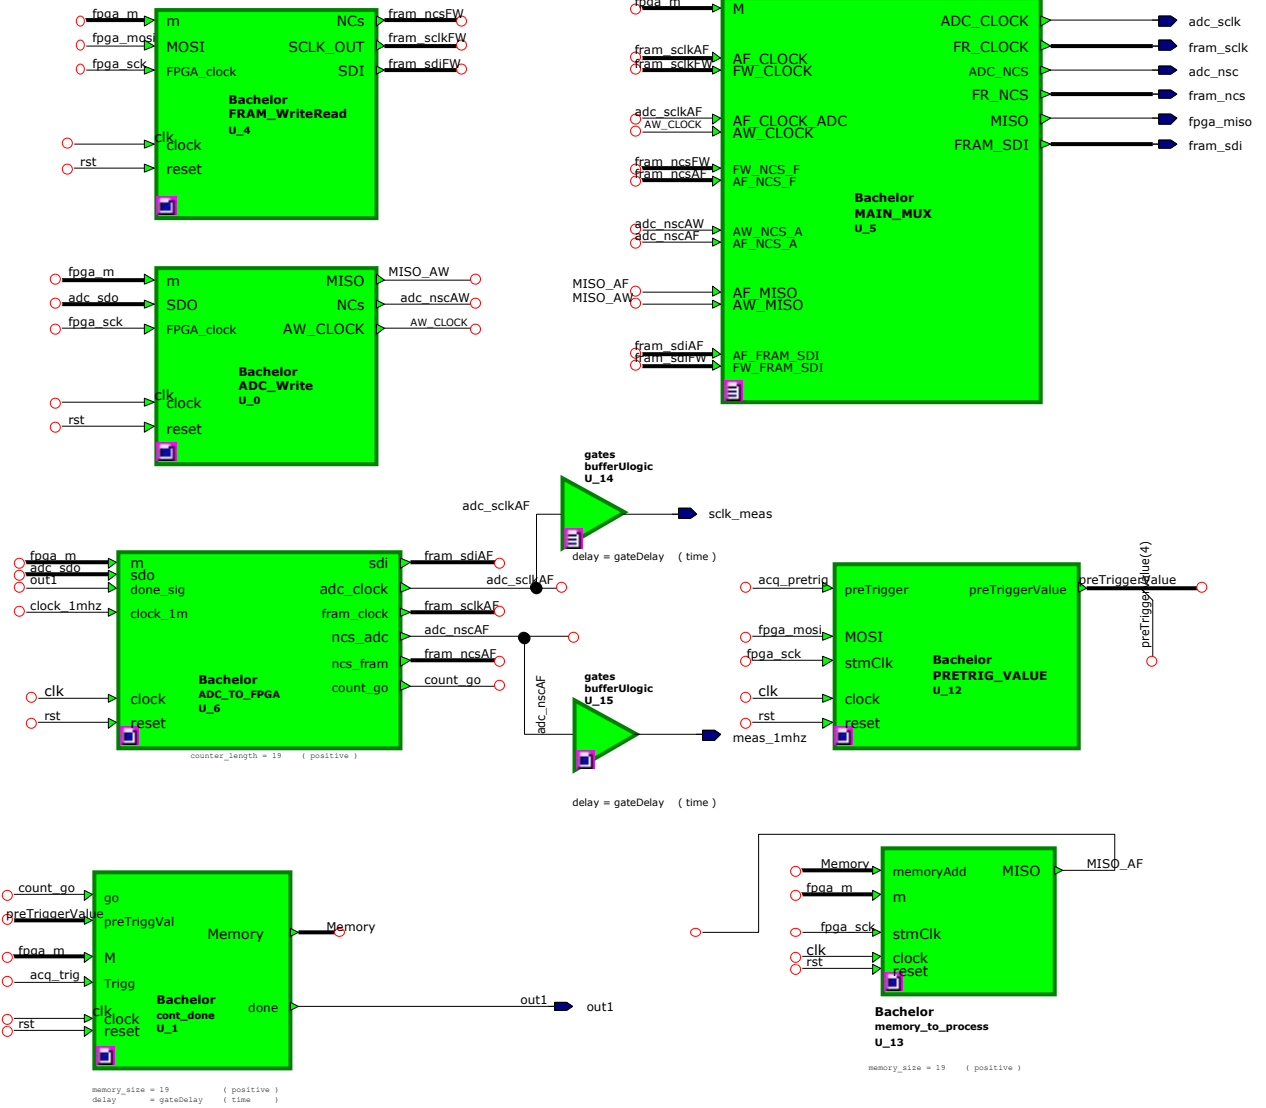 fpga_m
m
NCs
fram_ncsFW
fpga_mosi
MOSI
SCLK_OUT
fram_sclkFW
fpga_sck
FPGA_clock
SDI
fram_sdiFW
Bachelor
FRAM_WriteRead
U_4
clk
clock
rst
reset
fpga_m
M
ADC_CLOCK
adc_sclk
FR_CLOCK
fram_sclk
fram_sclkAF
AF_CLOCK
fram_sclkFW
FW_CLOCK
ADC_NCS
adc_nsc
FR_NCS
fram_ncs
adc_sclkAF
AF_CLOCK_ADC
MISO
fpga_miso
AW_CLOCK
AW_CLOCK
FRAM_SDI
fram_sdi
fram_ncsFW
FW_NCS_F
fram_ncsAF
AF_NCS_F
Bachelor
MAIN_MUX
U_5
adc_nscAW
AW_NCS_A
adc_nscAF
AF_NCS_A
MISO_AF
AF_MISO
MISO_AW
AW_MISO
fram_sdiAF
AF_FRAM_SDI
fram_sdiFW
FW_FRAM_SDI
fpga_m
m
MISO
MISO_AW
adc_sdo
SDO
NCs
adc_nscAW
fpga_sck
FPGA_clock
AW_CLOCK
AW_CLOCK
Bachelor
ADC_Write
U_0
clk
clock
rst
reset
gates
bufferUlogic
U_14
adc_sclkAF
sclk_meas
delay = gateDelay ( time )
fpga_m
m
sdi
fram_sdiAF
adc_sdo
sdo
out1
done_sig
adc_clock
adc_sclkAF
clock_1mhz
clock_1m
fram_clock
fram_sclkAF
ncs_adc
adc_nscAF
ncs_fram
fram_ncsAF
count_go
count_go
Bachelor
ADC_TO_FPGA
U_6
clk
clock
rst
reset
counter_length = 19 ( positive )
gates
bufferUlogic
U_15
adc_nscAF
meas_1mhz
delay = gateDelay ( time )
acq_pretrig
preTrigger
preTriggerValue
preTriggerValue
preTriggerValue(4)
fpga_mosi
MOSI
fpga_sck
stmClk
Bachelor
PRETRIG_VALUE
U_12
clk
clock
rst
reset
count_go
go
preTriggerValue
preTriggVal
Memory
Memory
fpga_m
M
acq_trig
Trigg
Bachelor
cont_done
U_1
done
out1
out1
clk
clock
rst
reset
memory_size = 19 ( positive )
delay = gateDelay ( time )
Memory
memoryAdd
MISO
MISO_AF
fpga_m
m
fpga_sck
stmClk
clk
clock
rst
reset
Bachelor
memory_to_process
U_13
memory_size = 19 ( positive )